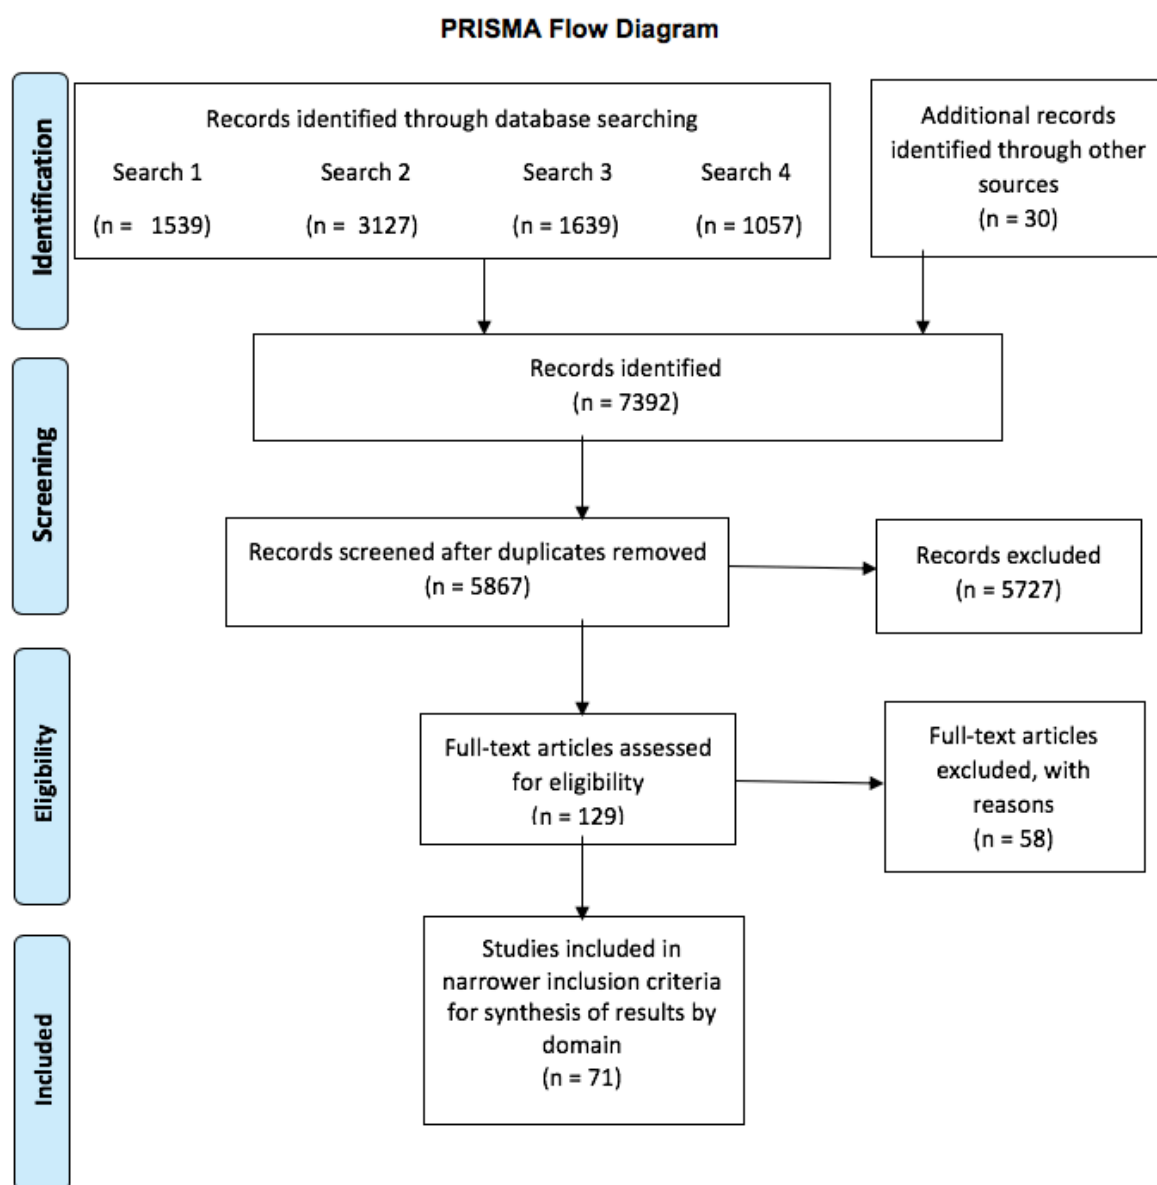 PRISMA Flow Diagram
Identification
Records identified through database searching
Search 1 Search 2 Search 3 Search 4
(n = 1539) (n = 3127) (n = 1639) (n = 1057)
Additional records
identified through other
sources
(n = 30)
Screening
Records identified
(n = 7392)
Records screened after duplicates removed
(n = 5867)
Records excluded
(n = 5727)
Eligibility
Full-text articles assessed
for eligibility
(n = 129)
Full-text articles
excluded, with
reasons
(n = 58)
Included
Studies included in
narrower inclusion criteria
for synthesis of results by
domain
(n = 71)